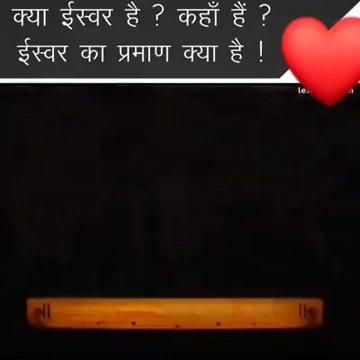 क्या ईस्वर है ? कहाँ हैं ?
ईस्वर का प्रमाण क्या है !